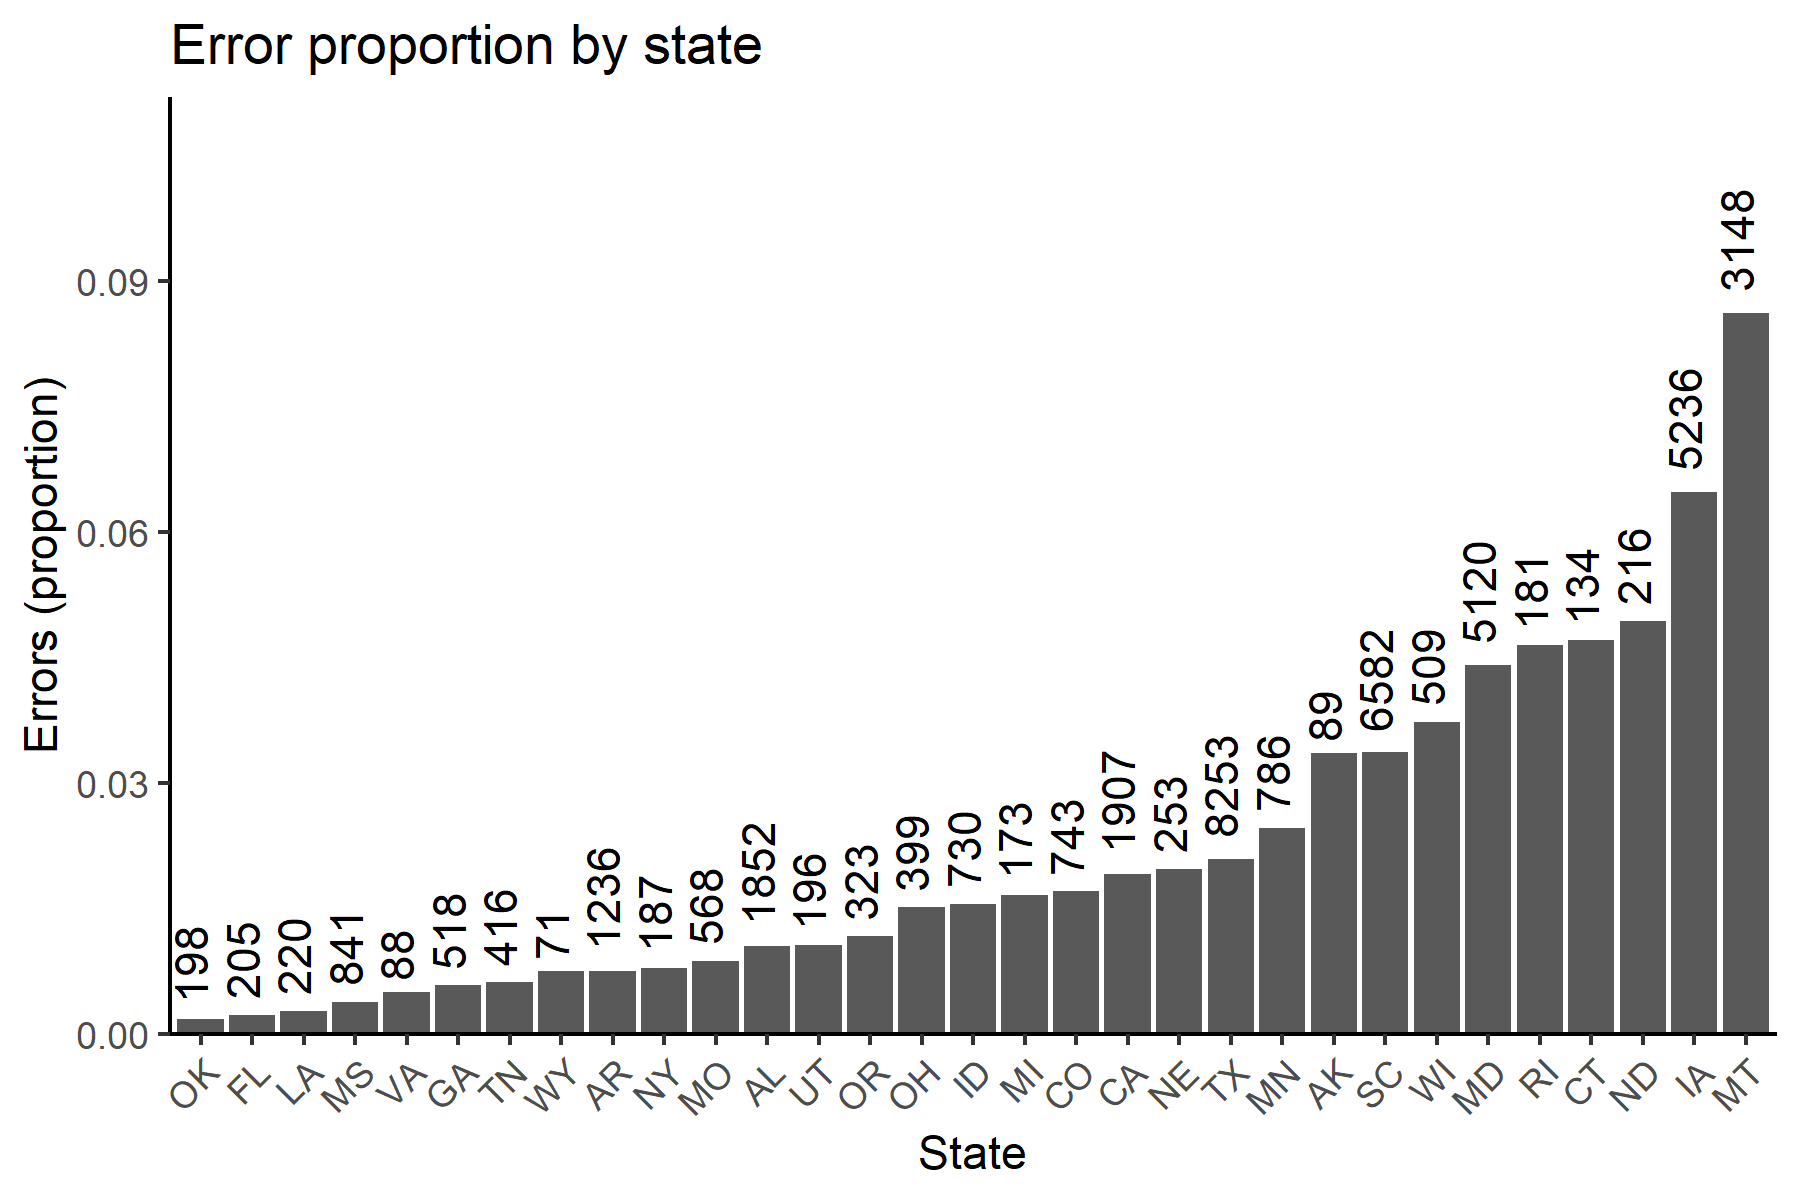 Error proportion by state
Errors (proportion)
0.09
0.06
0.03
0.00
198 205 220 841 88 518 416 71 1236 187 568 1852 196 323 399 730 173 743 1907 253 8253 786 89 6582 509 5120 181 134 216 5236 3148
OK FL LA MS VA GA TN WY AR NY MO AL UT OR OH ID MI CO CA NE TX MN AK SC WI MD RI CT ND IA MT
State